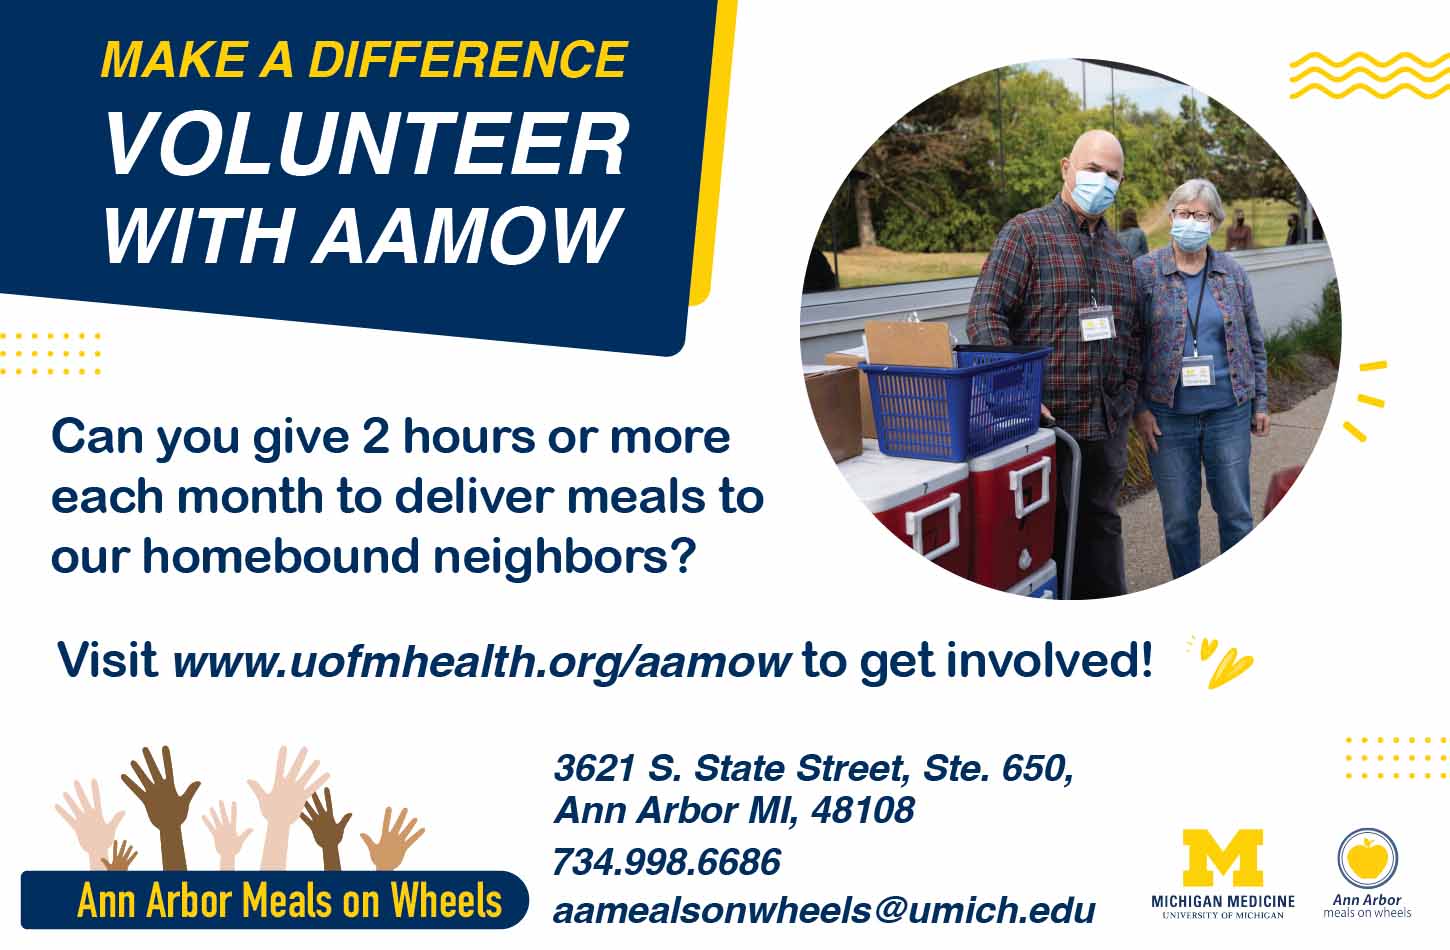 MAKE A DIFFERENCE
VOLUNTEER
WITH AAMOW
Can you give 2 hours or more
each month to deliver meals to
our homebound neighbors?
Visit www.uofmhealth.org/aamow to get involved!
3621 S. State Street, Ste. 650,
Ann Arbor MI, 48108
734.998.6686
aamealsonwheels@umich.edu
Ann Arbor Meals on Wheels
M
MICHIGAN MEDICINE
UNIVERSITY OF MICHIGAN
Ann Arbor
meals on wheels
7
7